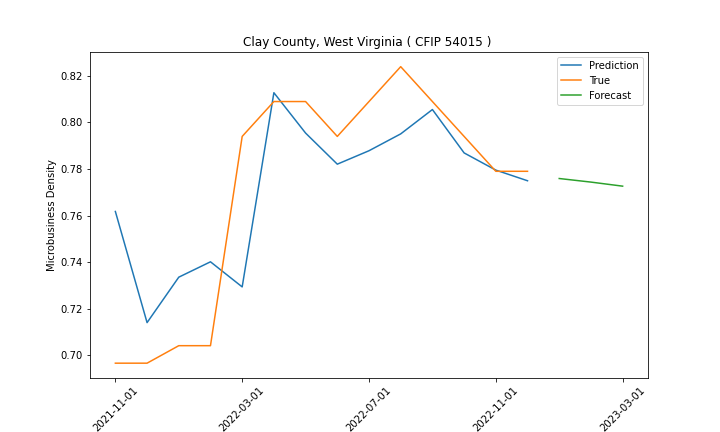 Clay County, West Virginia ( CFIP 54015 )
Prediction
True
Forecast
Microbusiness Density
0.82
0.80
0.78
0.76
0.74
0.72
0.70
2021-11-01
2022-03-01
2022-07-01
2022-11-01
2023-03-01